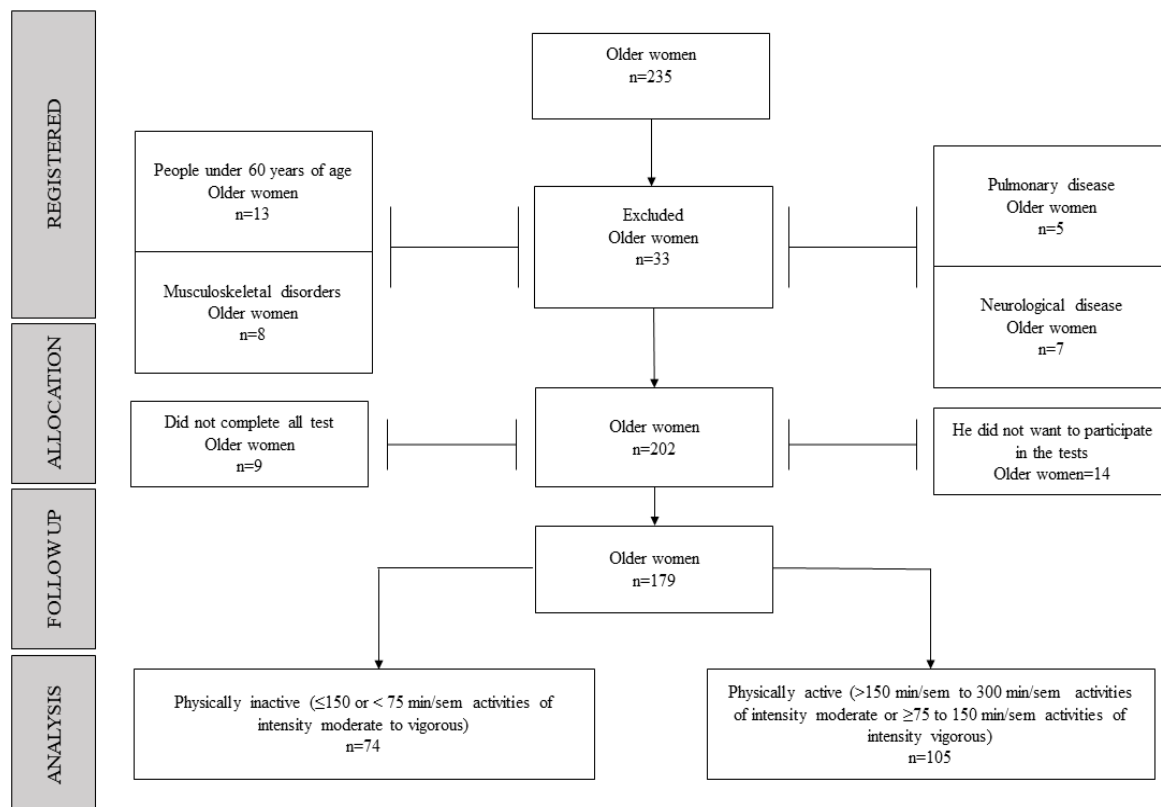 REGISTERED
Older women
n=235
People under 60 years of age
Older women
n=13
Musculoskeletal disorders
Older women
n=8
Excluded
Older women
n=33
Pulmonary disease
Older women
n=5
Neurological disease
Older women
n=7
ALLOCATION
Did not complete all test
Older women
n=9
Older women
n=202
He did not want to participate
in the tests
Older women=14
FOLLOW UP
Older women
n=179
ANALYSIS
Physically inactive (≤150 or < 75 min/sem activities of
intensity moderate to vigorous)
n=74
Physically active (>150 min/sem to 300 min/sem activities
of intensity moderate or ≥75 to 150 min/sem activities of
intensity vigorous)
n=105